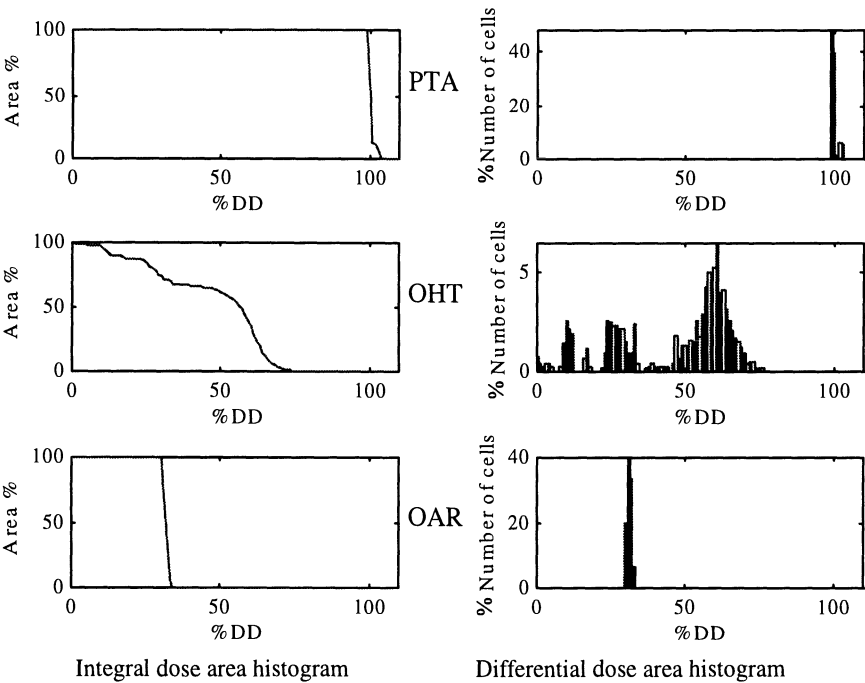 100
50
0
Area %
0 50 100
%DD
PTA
40
20
0
%Number of cells
0 50 100
%DD
100
50
0
Area %
0 50 100
%DD
OHT
5
0
% Number of cells
0 50 100
%DD
100
50
0
Area %
0 50 100
%DD
OAR
40
20
0
% Number of cells
0 50 100
%DD
Integral dose area histogram
Differential dose area histogram